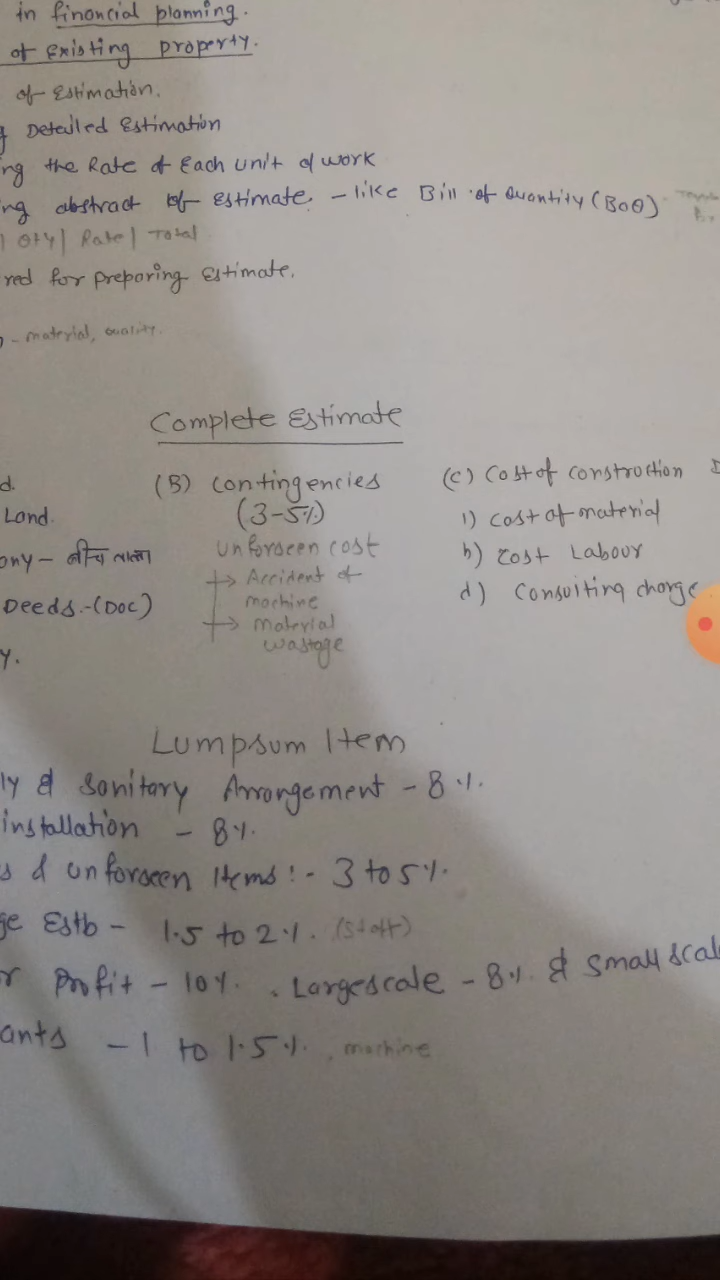 in financial planning.
of Existing property.
of Estimation.
g Detailed Estimation
ng the Rate of Each unit of work
ng abstract of Estimate - like Bill of Quantity (BOQ)
| QTY | Rate | Total
red for preparing Estimate.
- material, quality.
Complete Estimate
d.
Land.
ony -
Deeds.-(DOC)
y.
(B) contingencies
(3-5%)
unforseen cost
→ Accident of
machine
→ material
wastage
(C) Cost of construction
1) cost of material
b) cost Labour
d) Consulting charge
Lumpsum Item
ly & Sanitary Arrangement - 8%.
installation - 8%.
s & unforseen Items:- 3 to 5%.
ge Estb - 1.5 to 2%. (Staff)
r Profit - 10%. Largescale - 8% & Small scal
ants - 1 to 1.5%, machine